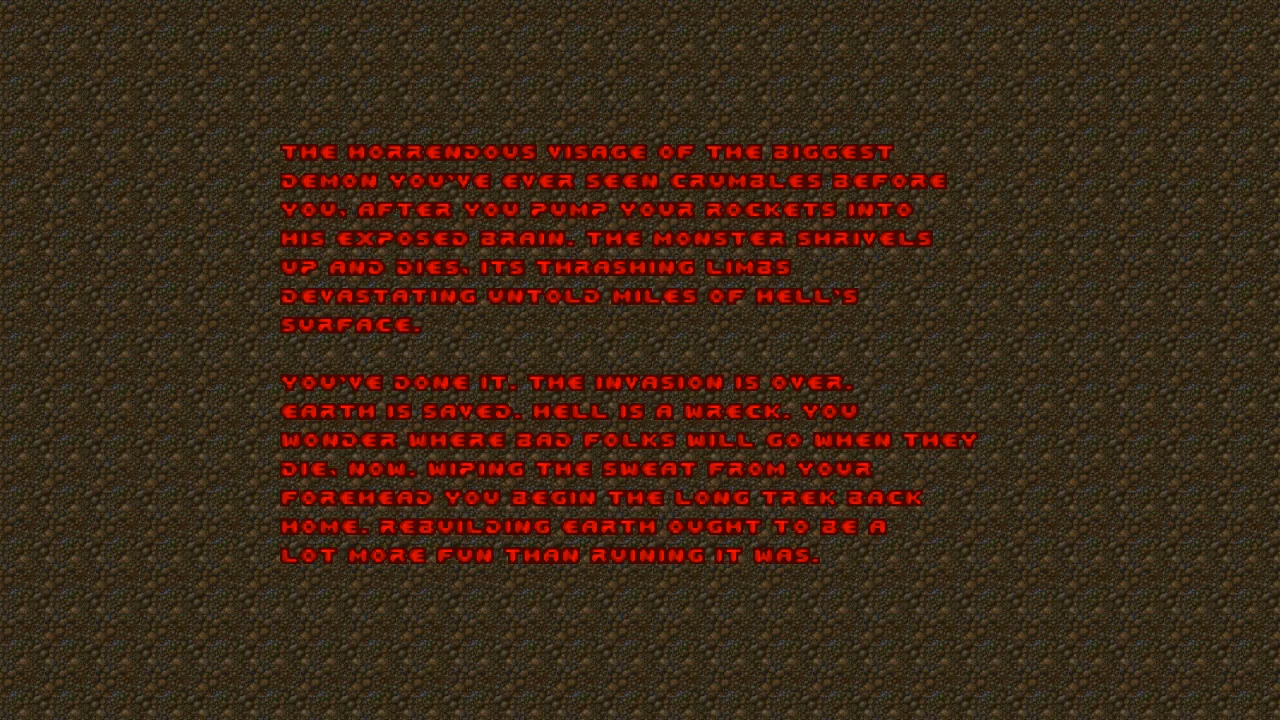 THE HORRENDOUS VISAGE OF THE BIGGEST
DEMON YOU'VE EVER SEEN CRUMBLES BEFORE
YOU, AFTER YOU PUMP YOUR ROCKETS INTO
HIS EXPOSED BRAIN. THE MONSTER SHRIVELS
UP AND DIES, ITS THRASHING LIMBS
DEVASTATING UNTOLD MILES OF HELL'S
SURFACE.

YOU'VE DONE IT. THE INVASION IS OVER.
EARTH IS SAVED. HELL IS A WRECK. YOU
WONDER WHERE BAD FOLKS WILL GO WHEN THEY
DIE, NOW. WIPING THE SWEAT FROM YOUR
FOREHEAD YOU BEGIN THE LONG TREK BACK
HOME. REBUILDING EARTH OUGHT TO BE A
LOT MORE FUN THAN RUINING IT WAS.